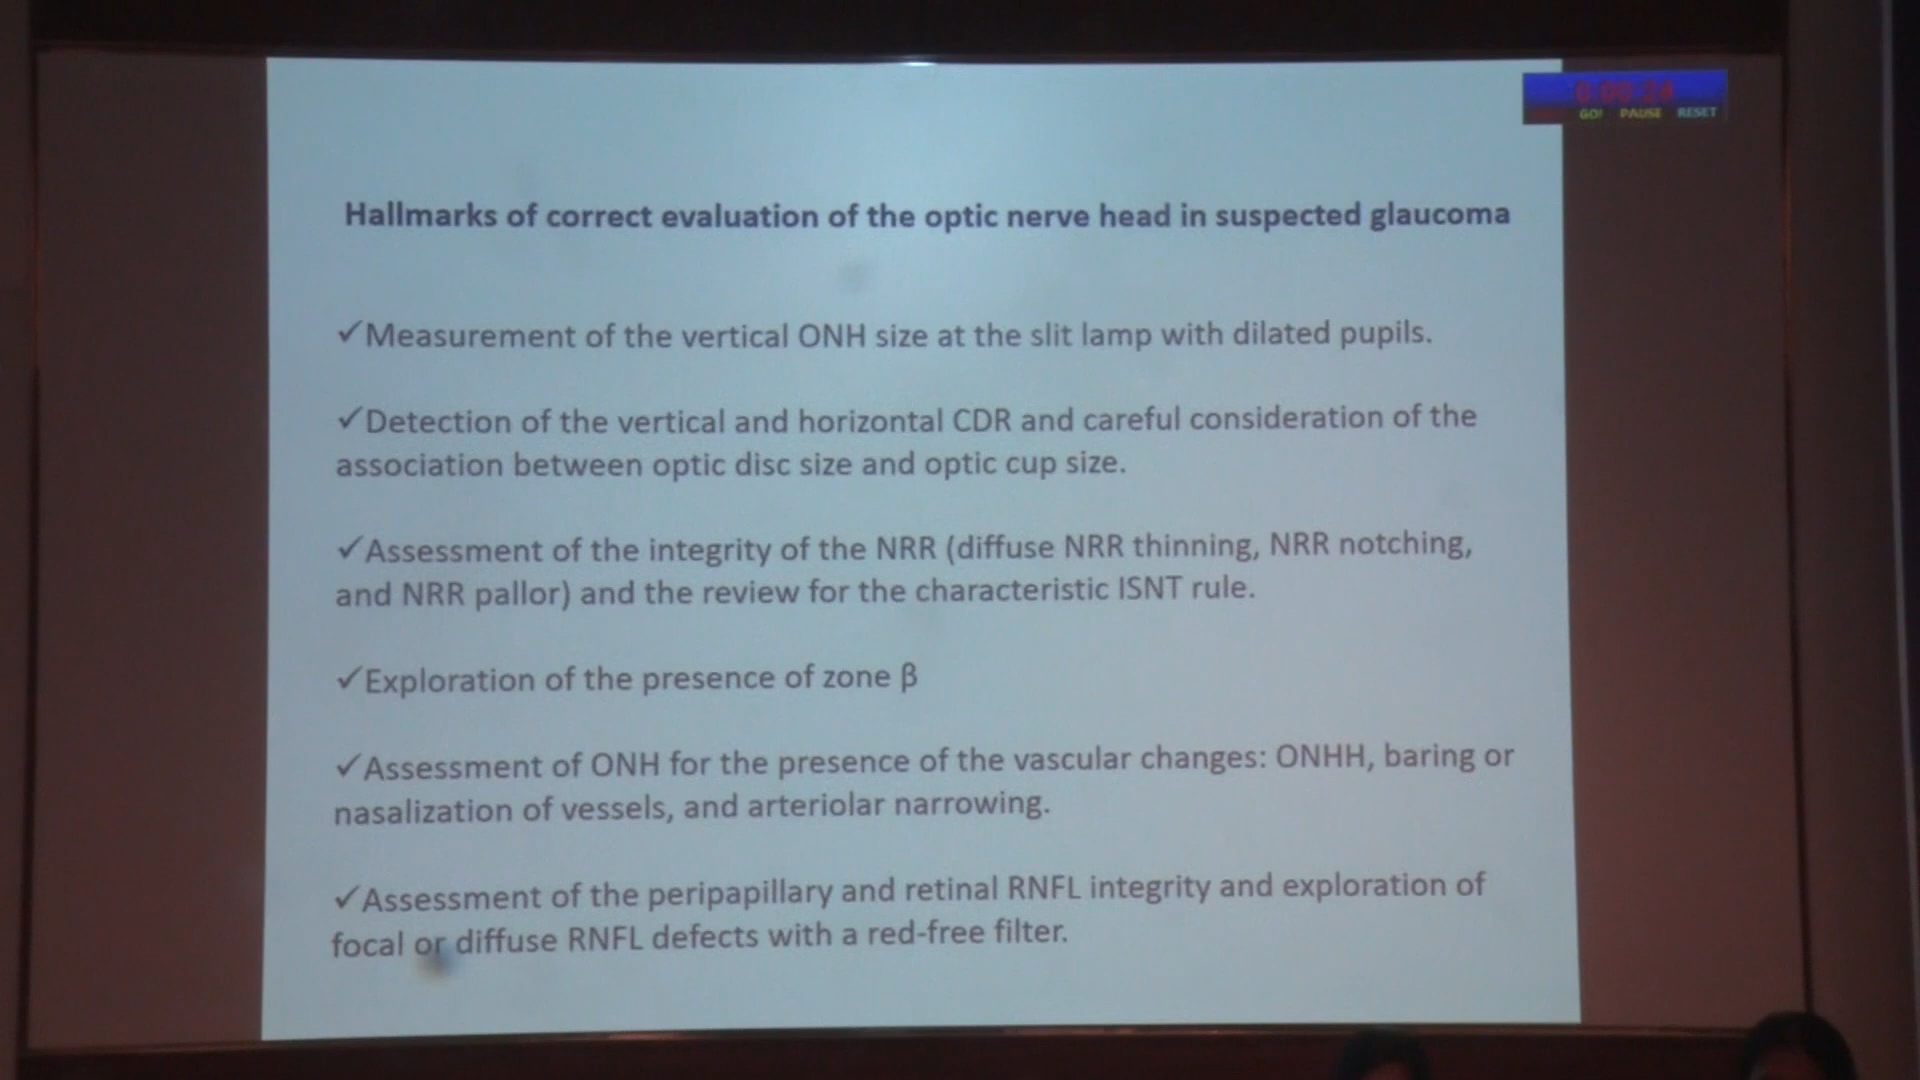 0:00:24
GO! PAUSE RESET
Hallmarks of correct evaluation of the optic nerve head in suspected glaucoma
✓Measurement of the vertical ONH size at the slit lamp with dilated pupils.
✓Detection of the vertical and horizontal CDR and careful consideration of the
association between optic disc size and optic cup size.
✓Assessment of the integrity of the NRR (diffuse NRR thinning, NRR notching,
and NRR pallor) and the review for the characteristic ISNT rule.
✓Exploration of the presence of zone β
✓Assessment of ONH for the presence of the vascular changes: ONHH, baring or
nasalization of vessels, and arteriolar narrowing.
✓Assessment of the peripapillary and retinal RNFL integrity and exploration of
focal or diffuse RNFL defects with a red-free filter.